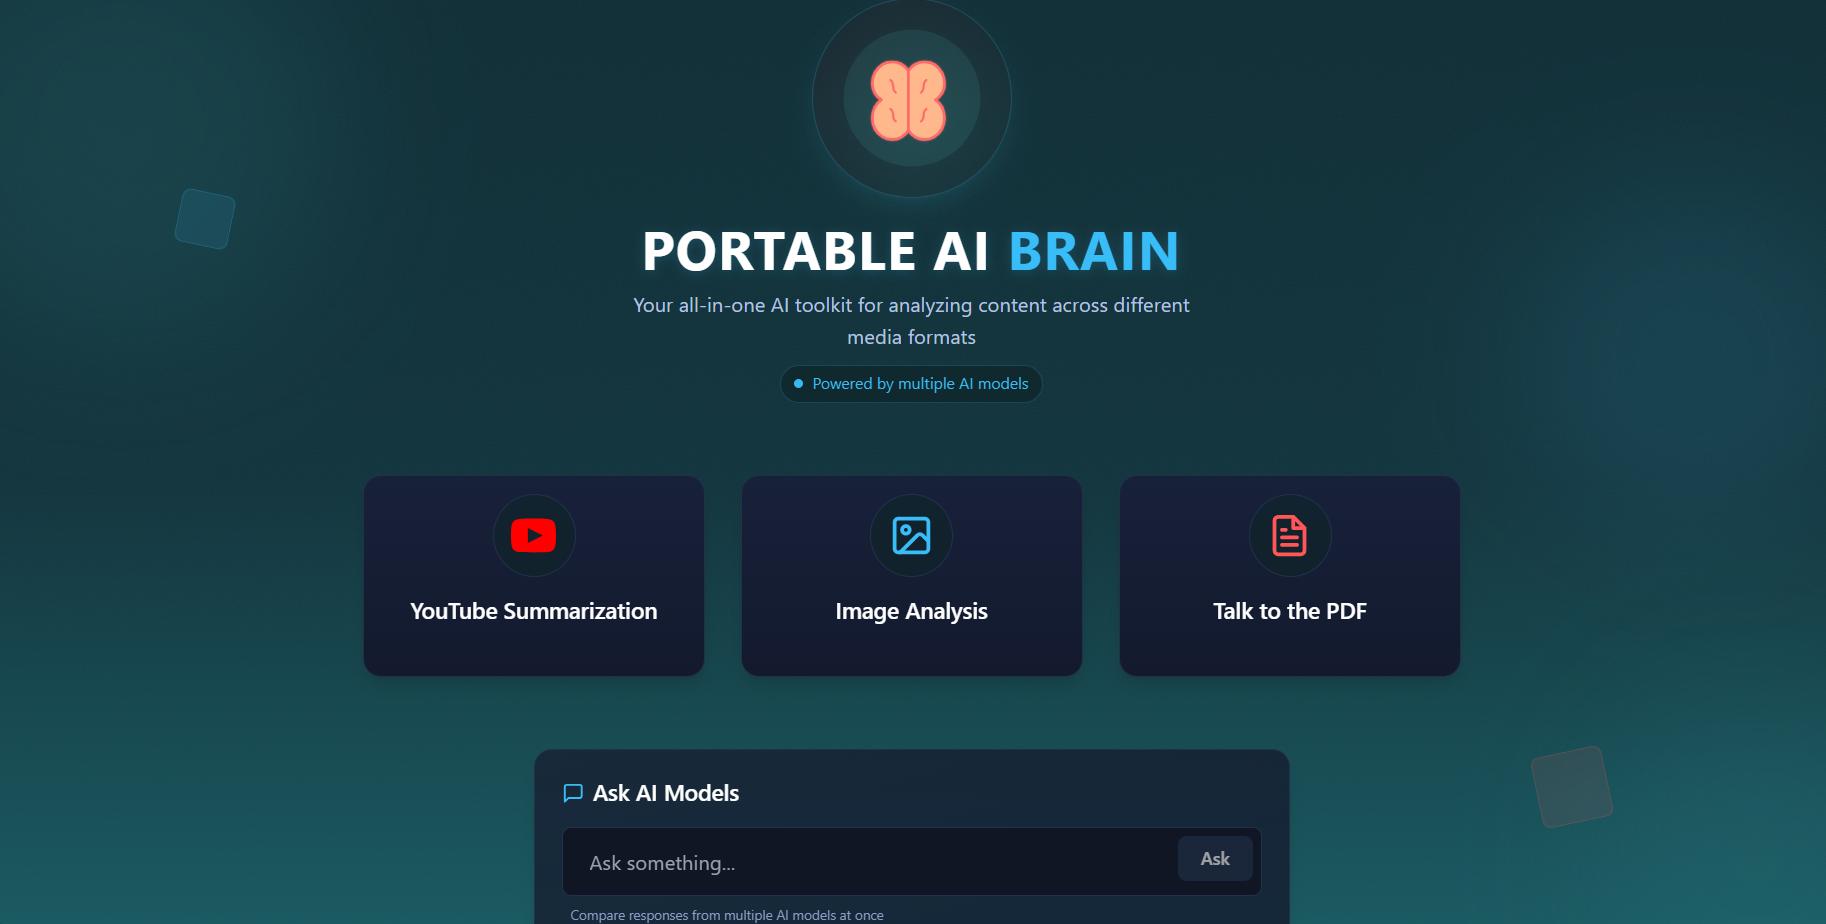 PORTABLE AI BRAIN
Your all-in-one AI toolkit for analyzing content across different
media formats
Powered by multiple AI models
YouTube Summarization
Image Analysis
Talk to the PDF
Ask AI Models
Ask something...
Ask
Compare responses from multiple AI models at once